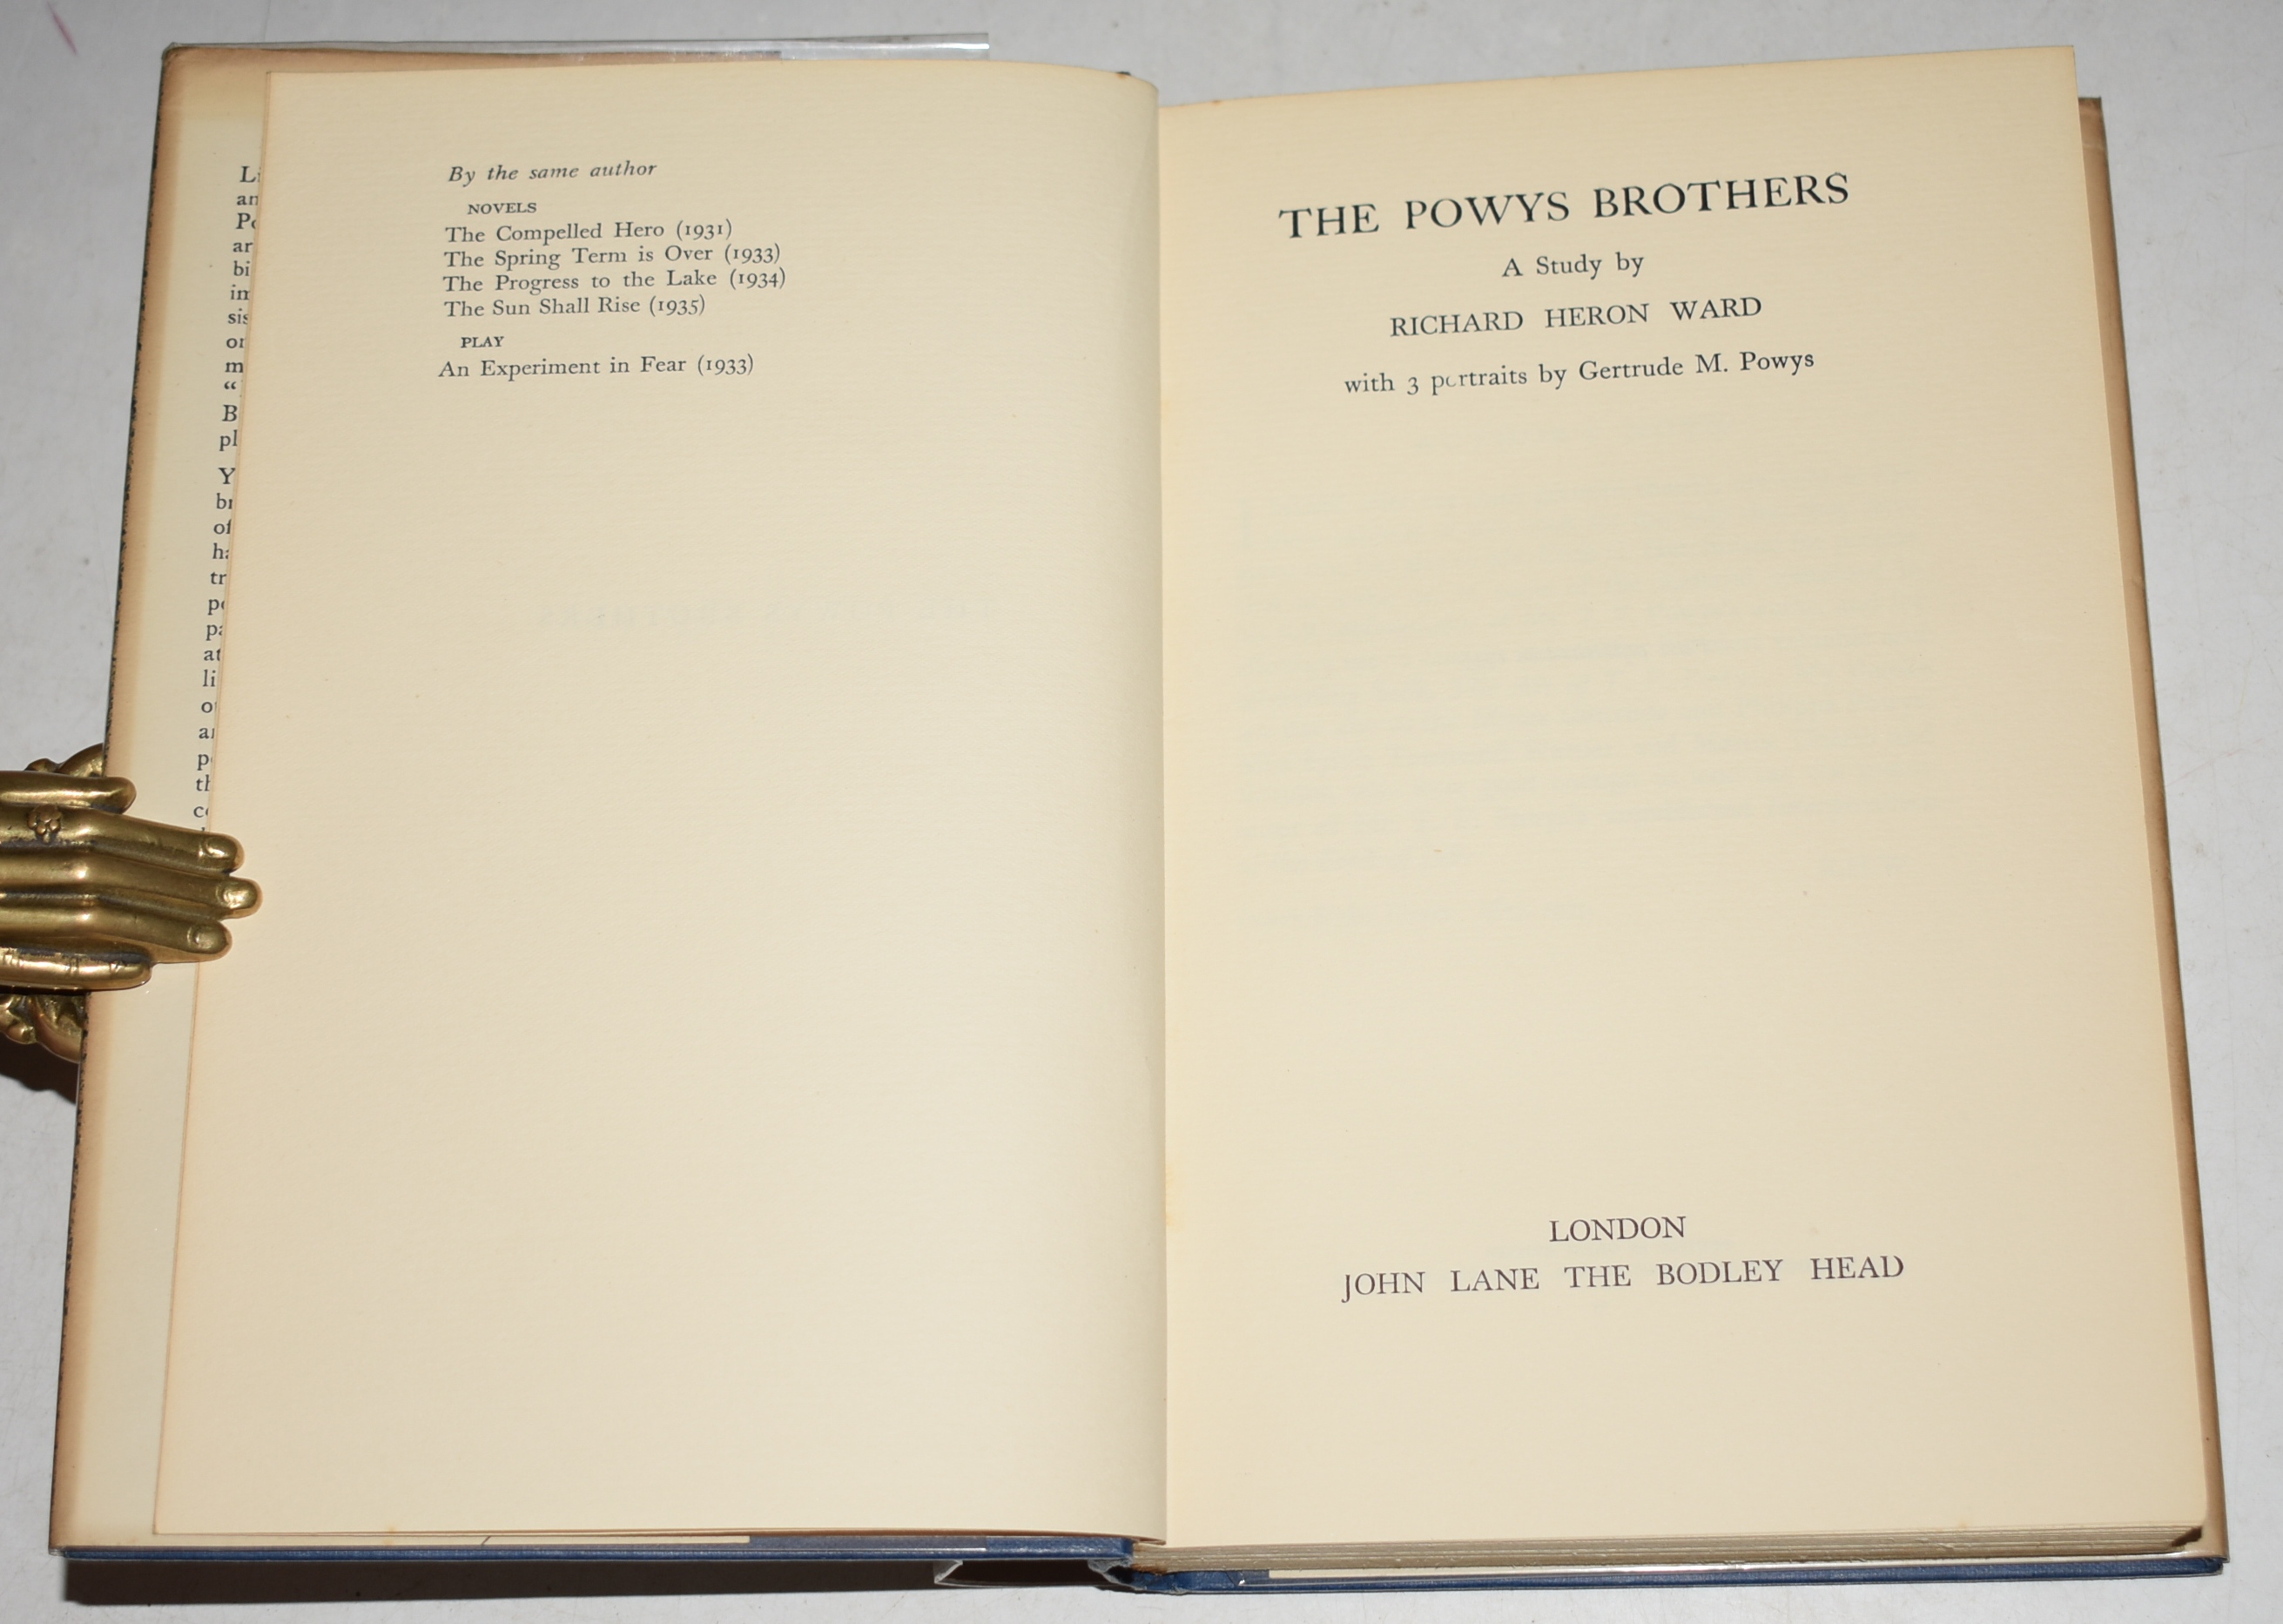 By the same author
NOVELS
The Compelled Hero (1931)
The Spring Term is Over (1933)
The Progress to the Lake (1934)
The Sun Shall Rise (1935)
PLAY
An Experiment in Fear (1933)
THE POWYS BROTHERS
A Study by
RICHARD HERON WARD
with 3 portraits by Gertrude M. Powys
LONDON
JOHN LANE THE BODLEY HEAD